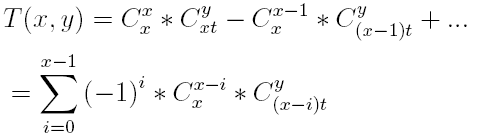 T(x, y) = C_x^x * C_{xt}^y - C_x^{x-1} * C_{(x-1)t}^y + ...
= \sum_{i=0}^{x-1} (-1)^i * C_x^{x-i} * C_{(x-i)t}^y